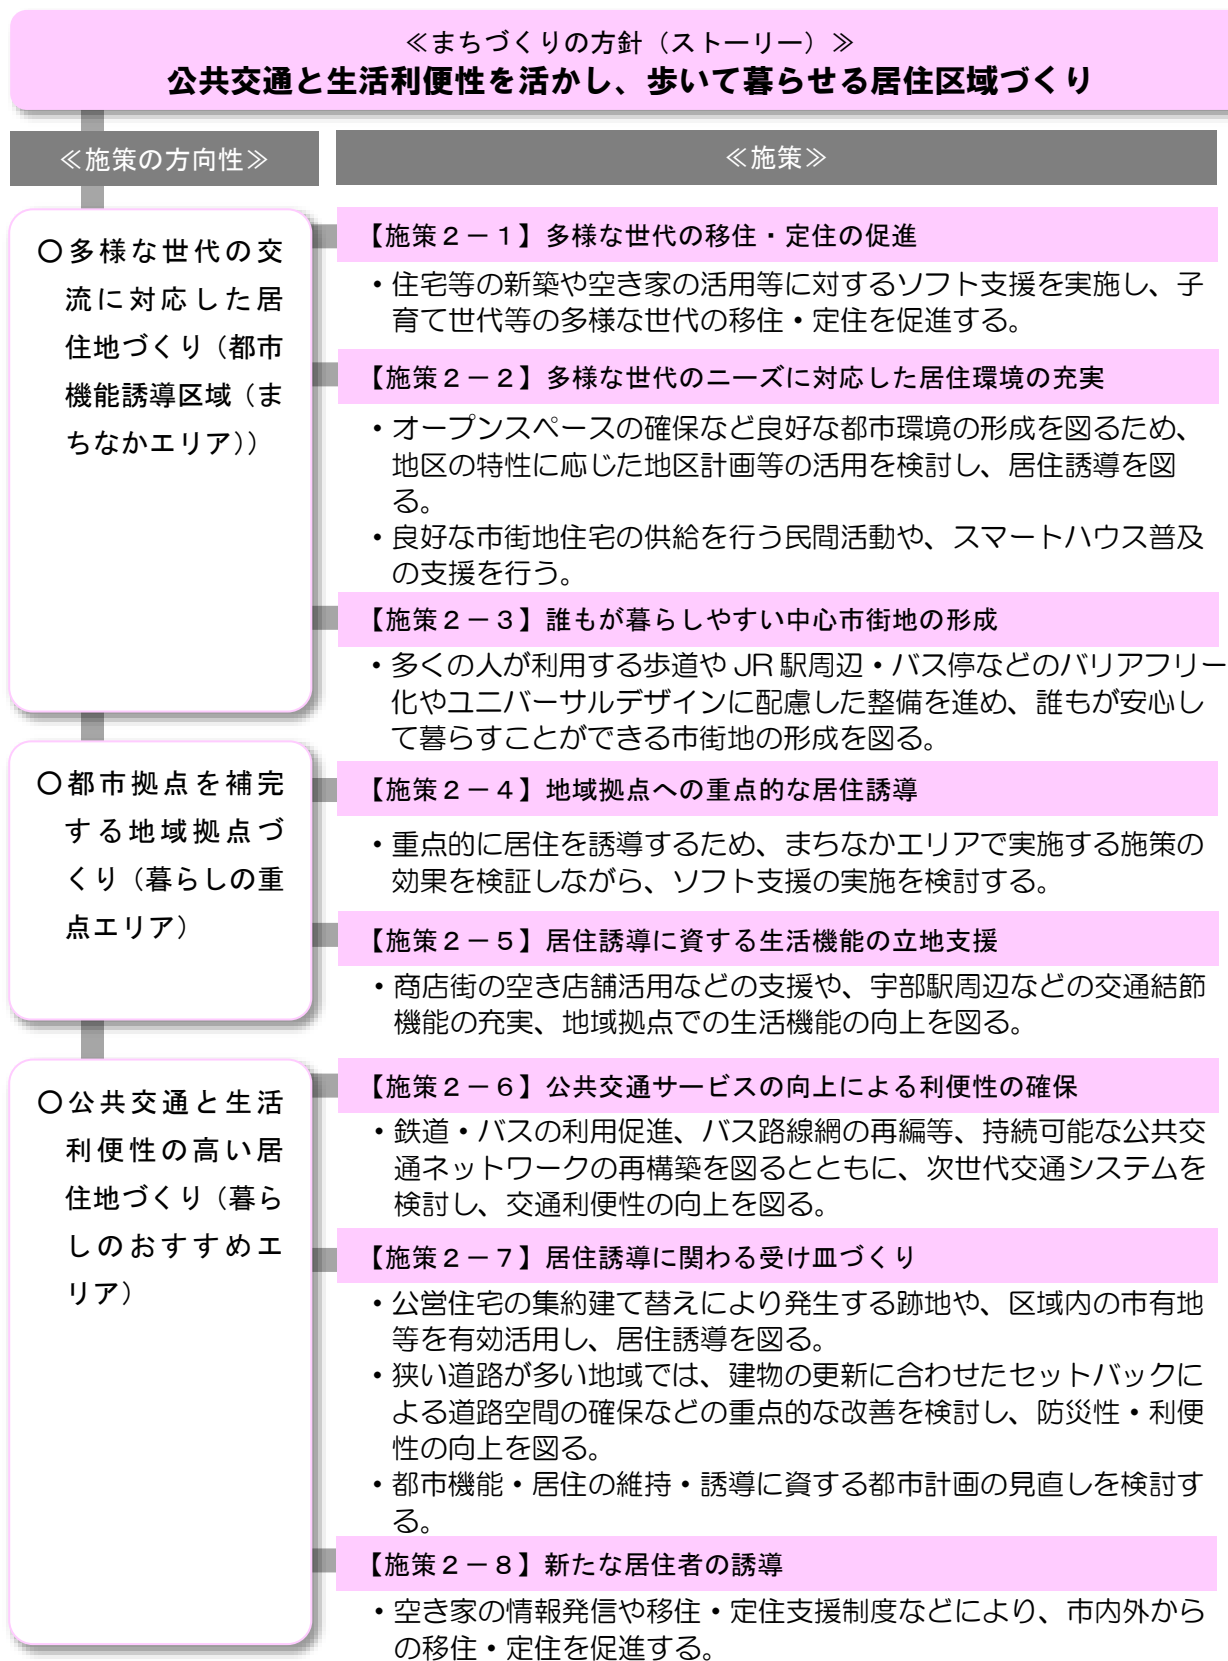 ≪まちづくりの方針（ストーリー）≫
公共交通と生活利便性を活かし、歩いて暮らせる居住区域づくり
≪施策の方向性≫
≪施策≫
〇多様な世代の交
流に対応した居
住地づくり（都市
機能誘導区域（ま
ちなかエリア））
【施策２－１】多様な世代の移住・定住の促進
・住宅等の新築や空き家の活用等に対するソフト支援を実施し、子
育て世代等の多様な世代の移住・定住を促進する。
【施策２－２】多様な世代のニーズに対応した居住環境の充実
・オープンスペースの確保など良好な都市環境の形成を図るため、
地区の特性に応じた地区計画等の活用を検討し、居住誘導を図
る。
・良好な市街地住宅の供給を行う民間活動や、スマートハウス普及
の支援を行う。
【施策２－３】誰もが暮らしやすい中心市街地の形成
・多くの人が利用する歩道や JR 駅周辺・バス停などのバリアフリー
化やユニバーサルデザインに配慮した整備を進め、誰もが安心し
て暮らすことができる市街地の形成を図る。
〇都市拠点を補完
する地域拠点づ
くり（暮らしの重
点エリア）
【施策２－４】地域拠点への重点的な居住誘導
・重点的に居住を誘導するため、まちなかエリアで実施する施策の
効果を検証しながら、ソフト支援の実施を検討する。
【施策２－５】居住誘導に資する生活機能の立地支援
・商店街の空き店舗活用などの支援や、宇部駅周辺などの交通結節
機能の充実、地域拠点での生活機能の向上を図る。
〇公共交通と生活
利便性の高い居
住地づくり（暮ら
しのおすすめエ
リア）
【施策２－６】公共交通サービスの向上による利便性の確保
・鉄道・バスの利用促進、バス路線網の再編等、持続可能な公共交
通ネットワークの再構築を図るとともに、次世代交通システムを
検討し、交通利便性の向上を図る。
【施策２－７】居住誘導に関わる受け皿づくり
・公営住宅の集約建て替えにより発生する跡地や、区域内の市有地
等を有効活用し、居住誘導を図る。
・狭い道路が多い地域では、建物の更新に合わせたセットバックに
よる道路空間の確保などの重点的な改善を検討し、防災性・利便
性の向上を図る。
・都市機能・居住の維持・誘導に資する都市計画の見直しを検討す
る。
【施策２－８】新たな居住者の誘導
・空き家の情報発信や移住・定住支援制度などにより、市内外から
の移住・定住を促進する。